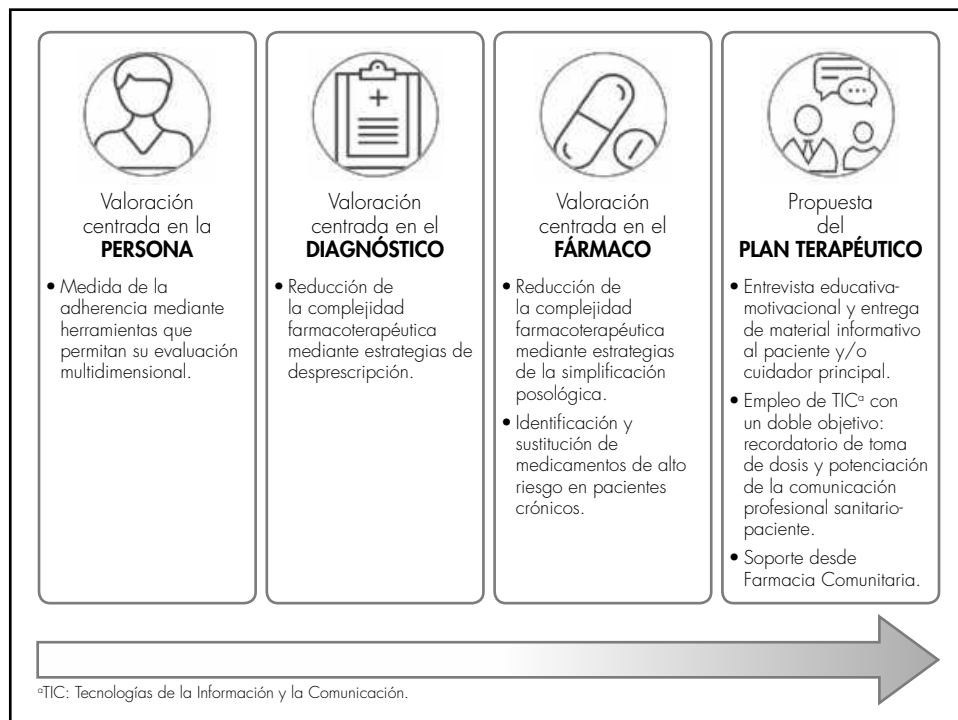 Valoración
centrada en la
PERSONA
• Medida de la
adherencia mediante
herramientas que
permitan su evaluación
multidimensional.
Valoración
centrada en el
DIAGNÓSTICO
• Reducción de
la complejidad
farmacoterapéutica
mediante estrategias de
desprescripción.
Valoración
centrada en el
FÁRMACO
• Reducción de
la complejidad
farmacoterapéutica
mediante estrategias
de la simplificación
posológica.
• Identificación y
sustitución de
medicamentos de alto
riesgo en pacientes
crónicos.
Propuesta
del
PLAN TERAPÉUTICO
• Entrevista educativa-
motivacional y entrega
de material informativo
al paciente y/o
cuidador principal.
• Empleo de TICᵃ con
un doble objetivo:
recordatorio de toma
de dosis y potenciación
de la comunicación
profesional sanitario-
paciente.
• Soporte desde
Farmacia Comunitaria.
ᵃTIC: Tecnologías de la Información y la Comunicación.